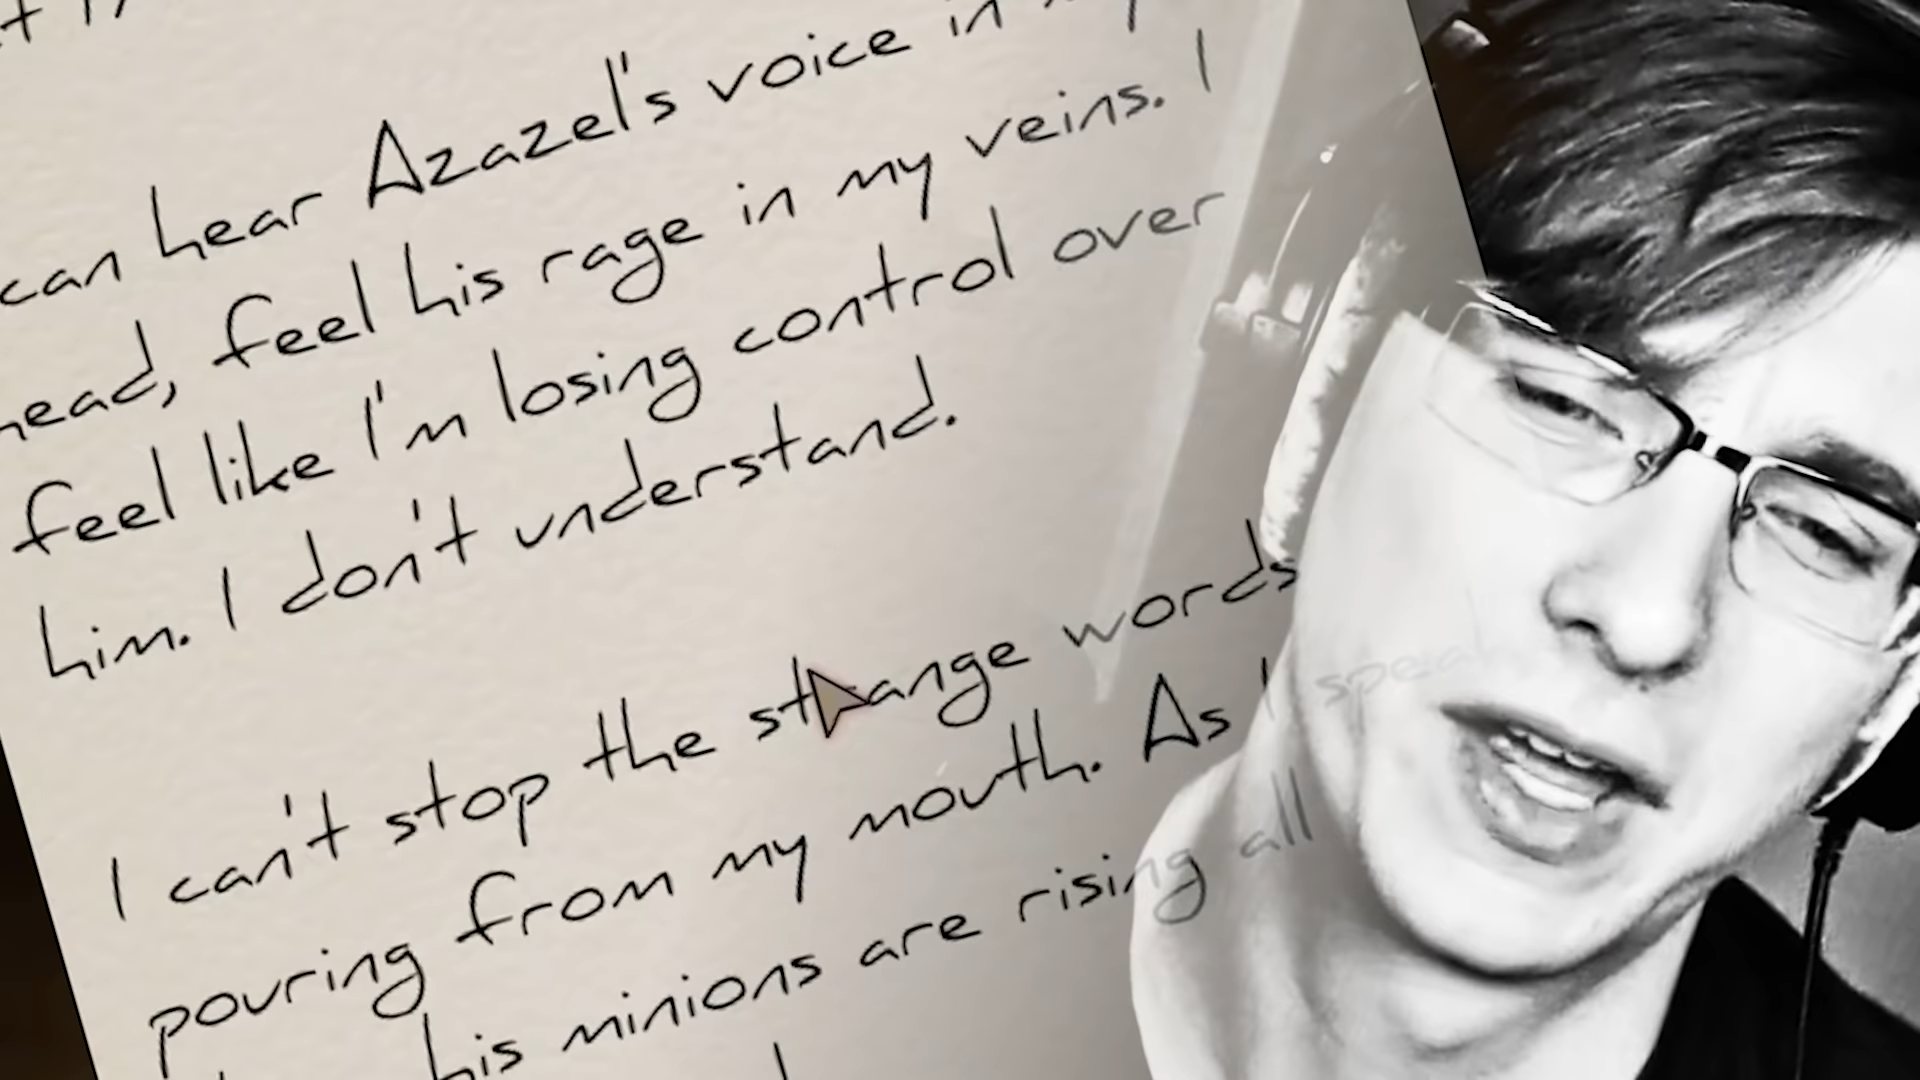 can hear Azazel's voice in
head, feel his rage in my veins. I
feel like I'm losing control over
him. I don't understand.
I can't stop the strange words
pouring from my mouth. As I speak
his minions are rising all